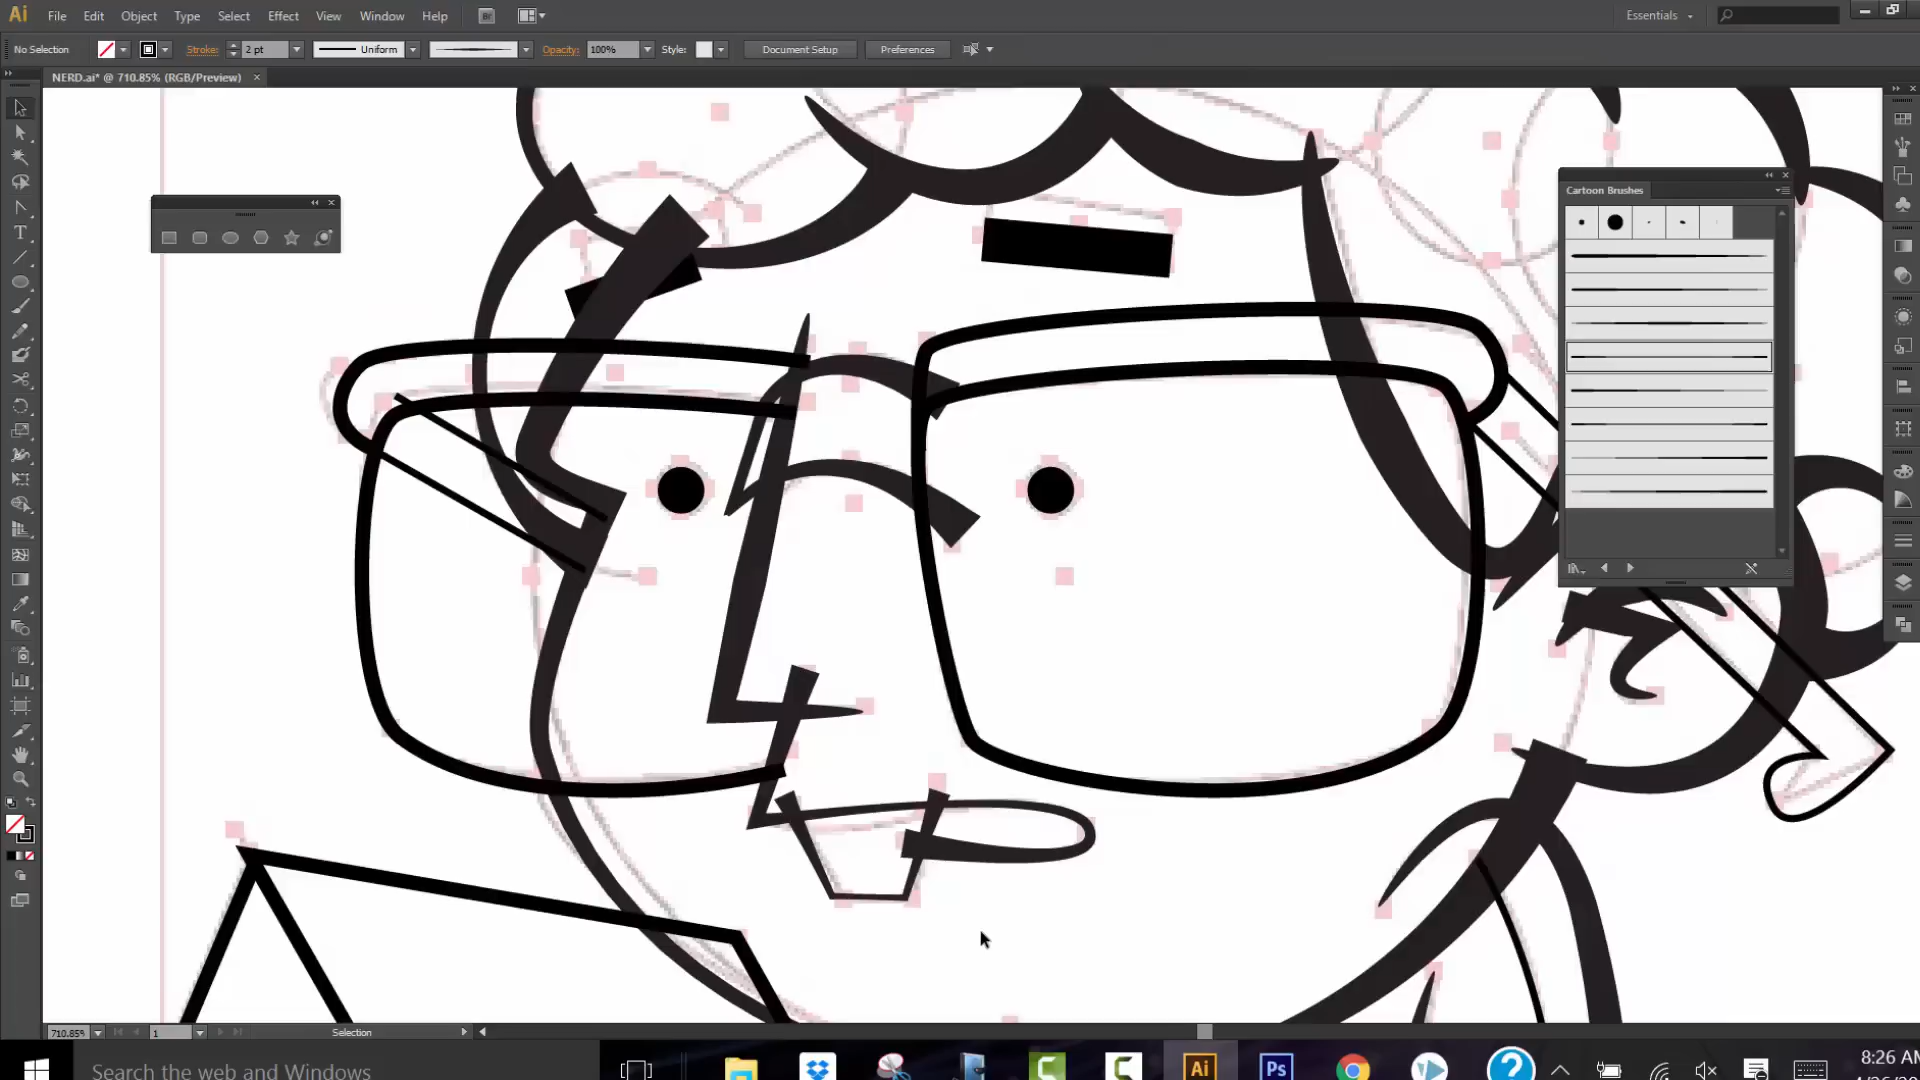 Ai File Edit Object Type Select Effect View Window Help Br Essentials
No Selection Stroke: 2 pt Uniform Opacity: 100% Style: Document Setup Preferences
NERD.ai* @ 710.85% (RGB/Preview)
Cartoon Brushes
710.85% 1 Selection
Search the web and Windows Ai Ps 8:26 AM